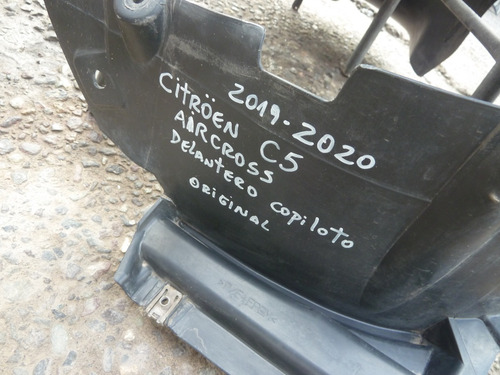 2019-2020
CitRÖEN C5
AiRCROSS
DELANTERO COPiLOTO
ORIGINAL